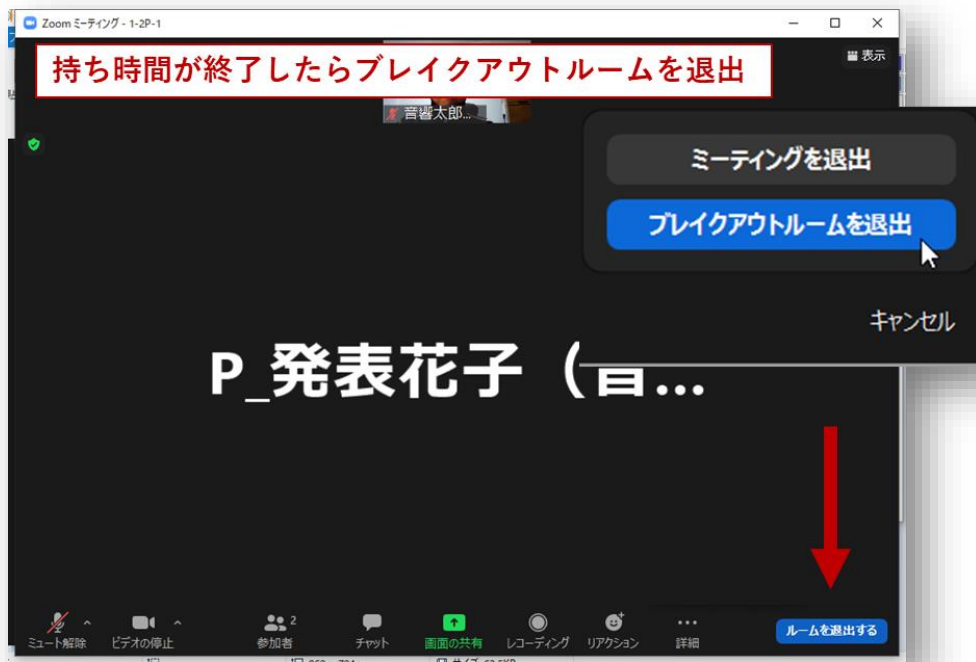 Zoom ミーティング - 1-2P-1
持ち時間が終了したらブレイクアウトルームを退出
表示
音響太郎...
ミーティングを退出
ブレイクアウトルームを退出
キャンセル
P_発表花子（音...
ミュート解除
ビデオの停止
2
参加者
チャット
画面の共有
レコーディング
リアクション
詳細
ルームを退出する